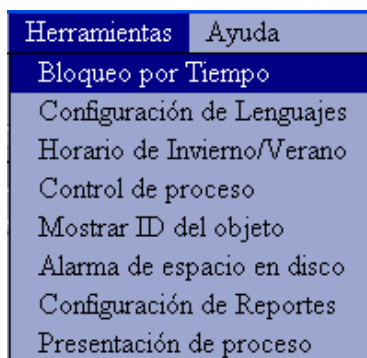 Herramientas Ayuda
Bloqueo por Tiempo
Configuración de Lenguajes
Horario de Invierno/Verano
Control de proceso
Mostrar ID del objeto
Alarma de espacio en disco
Configuración de Reportes
Presentación de proceso